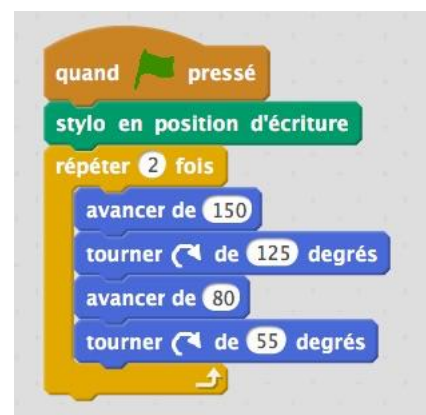 quand pressé
stylo en position d'écriture
répéter 2 fois
avancer de 150
tourner de 125 degrés
avancer de 80
tourner de 55 degrés